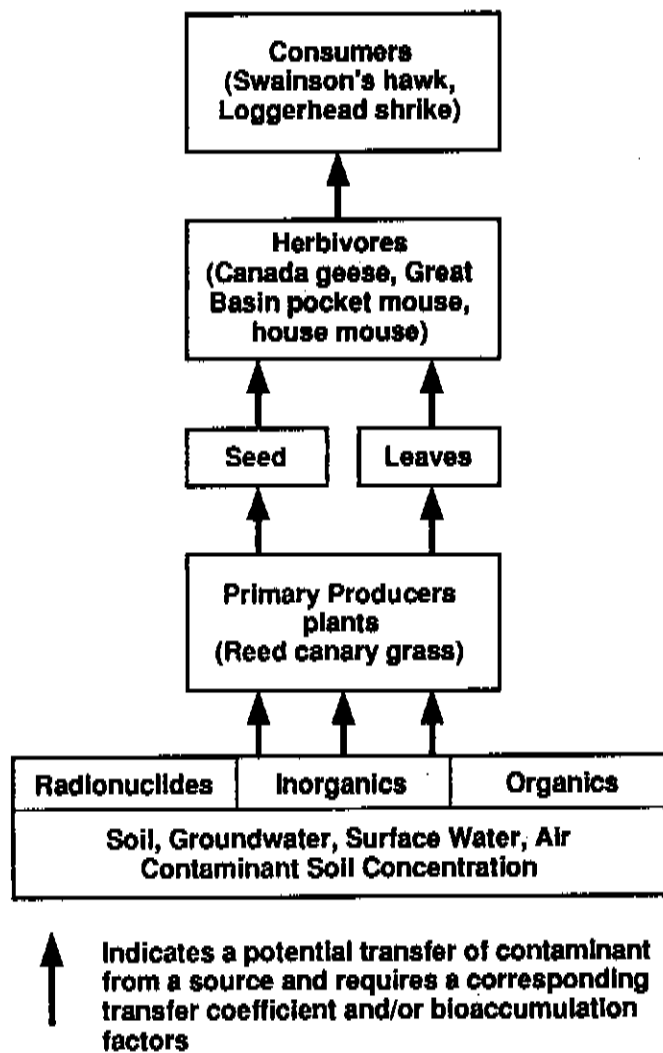 Consumers
(Swainson's hawk,
Loggerhead shrike)
Herbivores
(Canada geese, Great
Basin pocket mouse,
house mouse)
Seed
Leaves
Primary Producers
plants
(Reed canary grass)
Radionuclides
Inorganics
Organics
Soil, Groundwater, Surface Water, Air
Contaminant Soil Concentration
Indicates a potential transfer of contaminant
from a source and requires a corresponding
transfer coefficient and/or bioaccumulation
factors